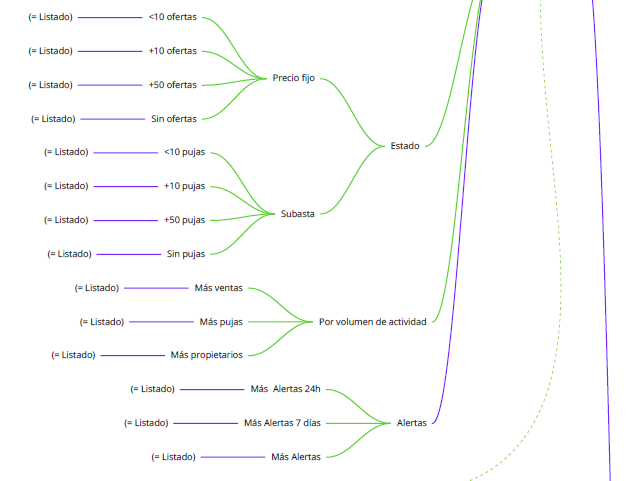 (= Listado) <10 ofertas
(= Listado) +10 ofertas
Precio fijo
(= Listado) +50 ofertas
(= Listado) Sin ofertas
Estado
(= Listado) <10 pujas
(= Listado) +10 pujas
Subasta
(= Listado) +50 pujas
(= Listado) Sin pujas
(= Listado) Más ventas
(= Listado) Más pujas Por volumen de actividad
(= Listado) Más propietarios
(= Listado) Más Alertas 24h
(= Listado) Más Alertas 7 días Alertas
(= Listado) Más Alertas